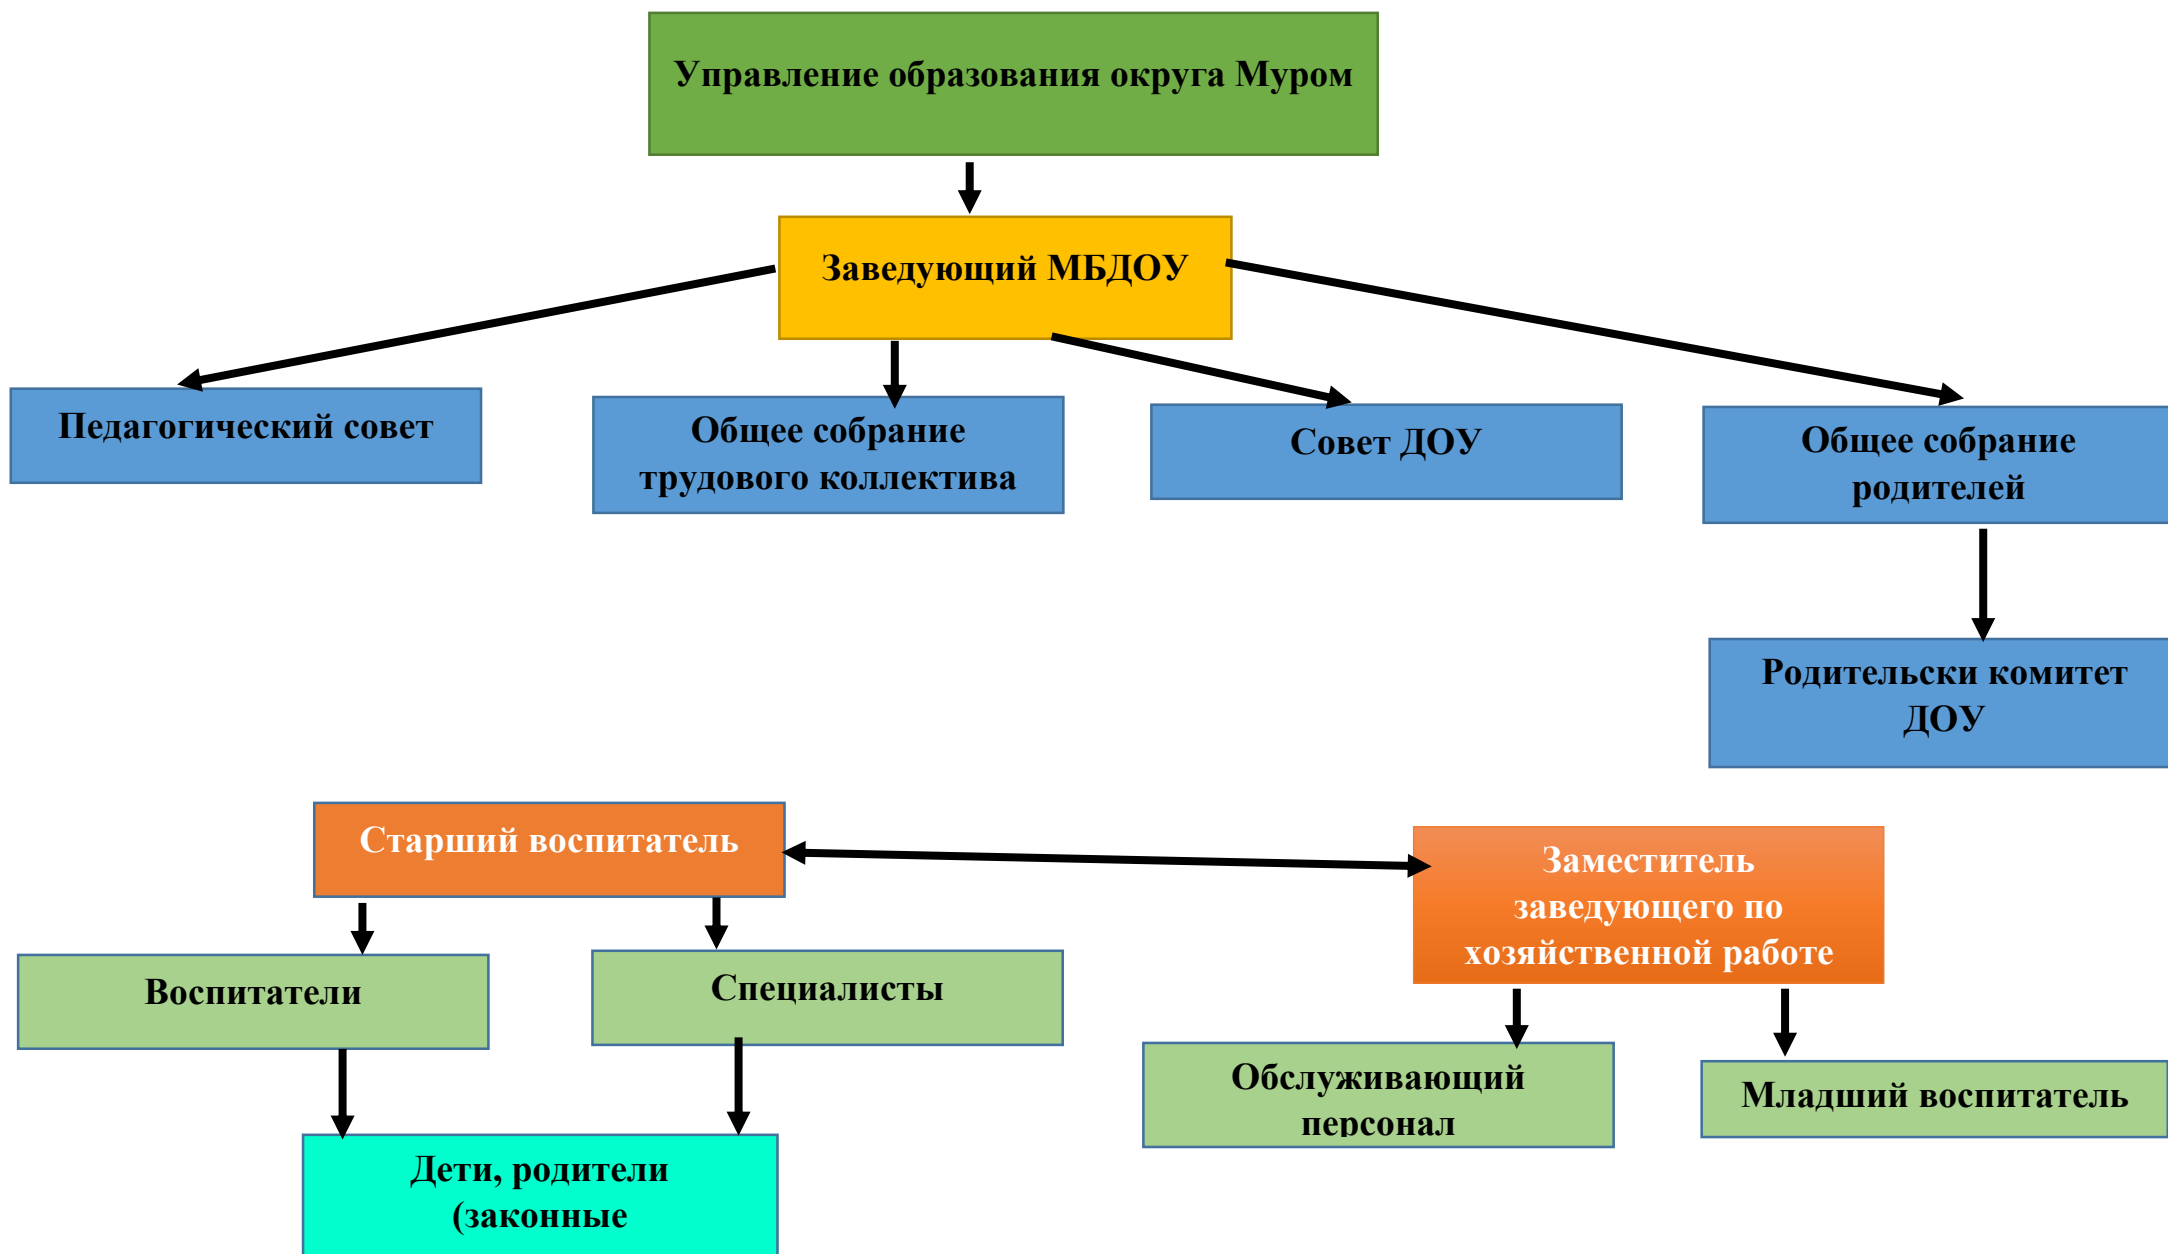 Управление образования округа Муром
Заведующий МБДОУ
Педагогический совет
Общее собрание
трудового коллектива
Совет ДОУ
Общее собрание
родителей
Родительски комитет
ДОУ
Старший воспитатель
Заместитель
заведующего по
хозяйственной работе
Воспитатели
Специалисты
Обслуживающий
персонал
Младший воспитатель
Дети, родители
(законные